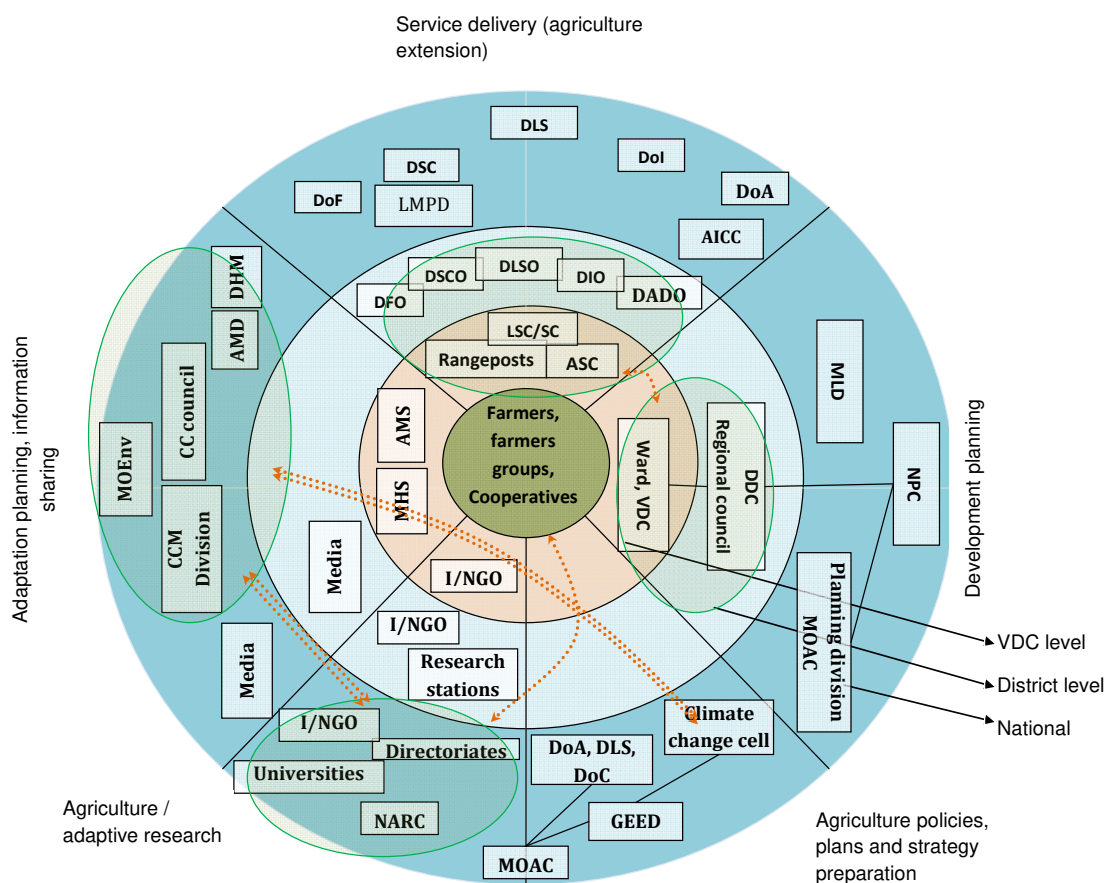 Service delivery (agriculture
extension)
DLS
DoI
DSC
DoA
DoF
LMPD
AICC
DHM
DLSO
DSCO
DIO
DFO
DADO
AMD
LSC/SC
Rangeposts
ASC
MLD
CC council
AMS
Farmers,
farmers
groups,
Cooperatives
Ward, VDC
Regional council
DDC
MOEnv
NPC
Adaptation planning, information
sharing
Development planning
MHS
CCM
Division
Media
I/NGO
I/NGO
Research
stations
Planning division
MOAC
VDC level
District level
National
Media
I/NGO
Climate
change cell
Directoriates
DoA, DLS,
DoC
Universities
NARC
GEED
MOAC
Agriculture /
adaptive research
Agriculture policies,
plans and strategy
preparation